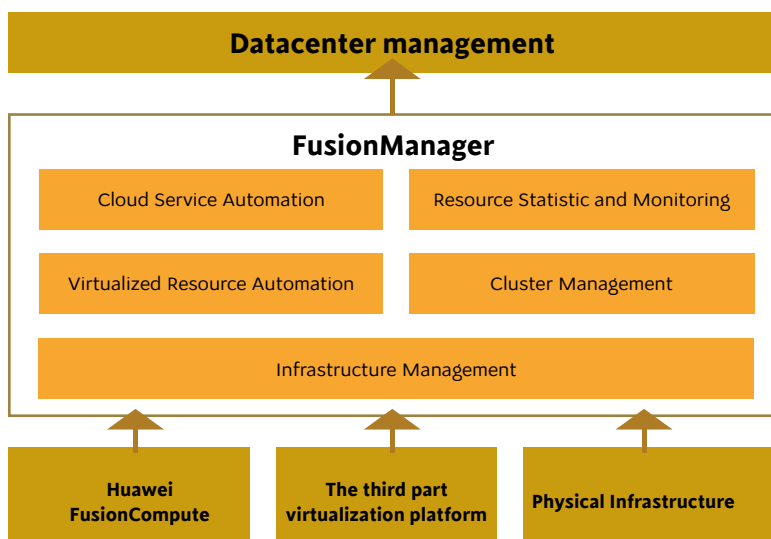 Datacenter management
FusionManager
Cloud Service Automation
Resource Statistic and Monitoring
Virtualized Resource Automation
Cluster Management
Infrastructure Management
Huawei
FusionCompute
The third part
virtualization platform
Physical Infrastructure